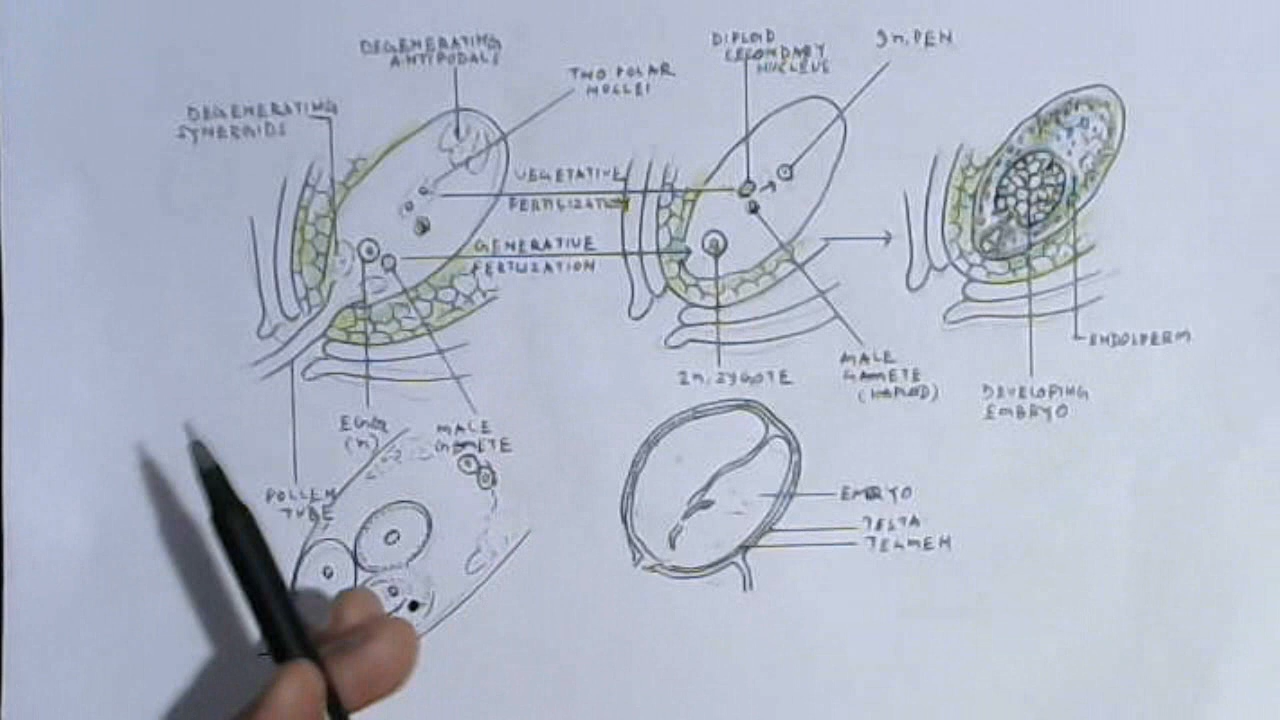 DEGENERATING
ANTIPODALS
TWO POLAR
NUCLEI
DEGENERATING
SYNERGIDS
DIPLOID
SECONDARY
NUCLEUS
3n,PEN
VEGETATIVE
FERTILIZATION
GENERATIVE
FERTLIZATION
EGG
(n)
MALE
GAMETE
POLLEN
TUBE
2n,ZYGOTE
MALE
GAMETE
(HAPLOID)
DEVELOPING
EMBRYO
ENDOSPERM
EMBRYO
TESTA
TEGMEN